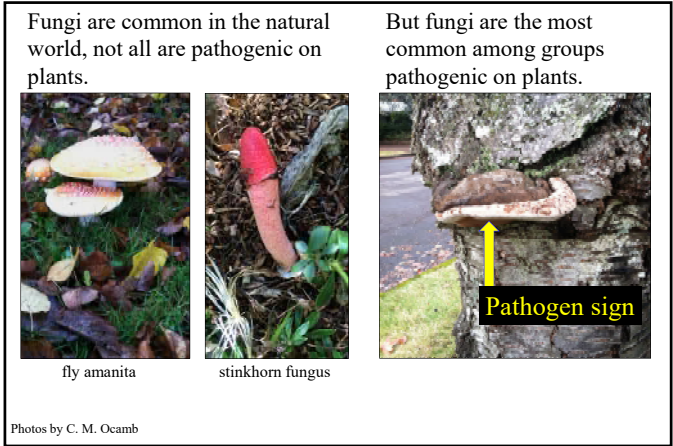 Fungi are common in the natural
world, not all are pathogenic on
plants.
But fungi are the most
common among groups
pathogenic on plants.
Pathogen sign
fly amanita
stinkhorn fungus
Photos by C. M. Ocamb